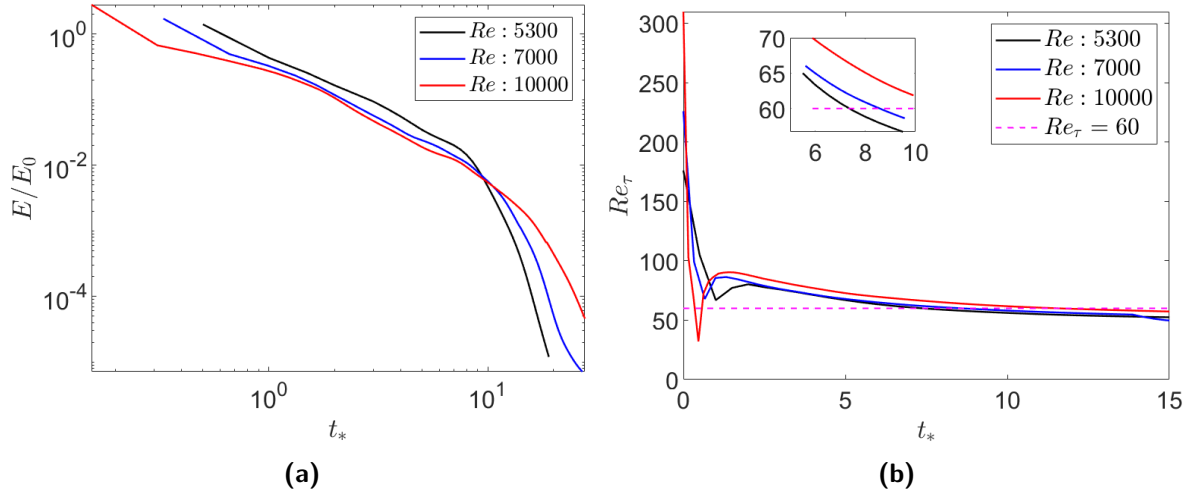 10^0
10^-2
10^-4
E/E_0
10^0
10^1
t_*
Re : 5300
Re : 7000
Re : 10000
(a)
300
250
200
150
100
50
0
Re_τ
0
5
10
15
t_*
70
65
60
6
8
10
Re : 5300
Re : 7000
Re : 10000
Re_τ = 60
(b)